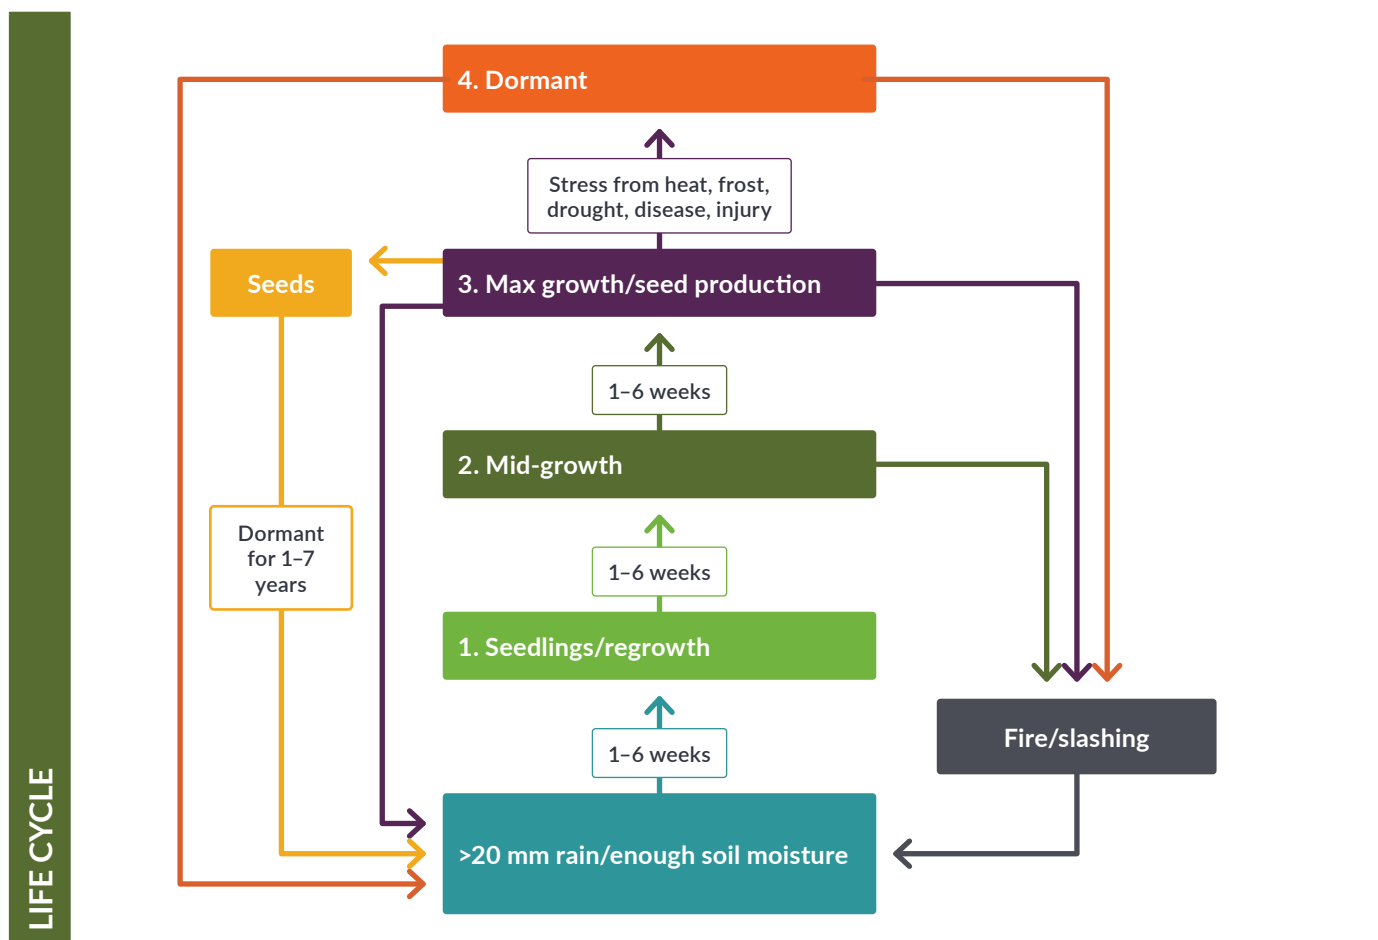 LIFE CYCLE
4. Dormant
Stress from heat, frost,
drought, disease, injury
Seeds
3. Max growth/seed production
1–6 weeks
2. Mid-growth
Dormant
for 1–7
years
1–6 weeks
1. Seedlings/regrowth
Fire/slashing
1–6 weeks
>20 mm rain/enough soil moisture